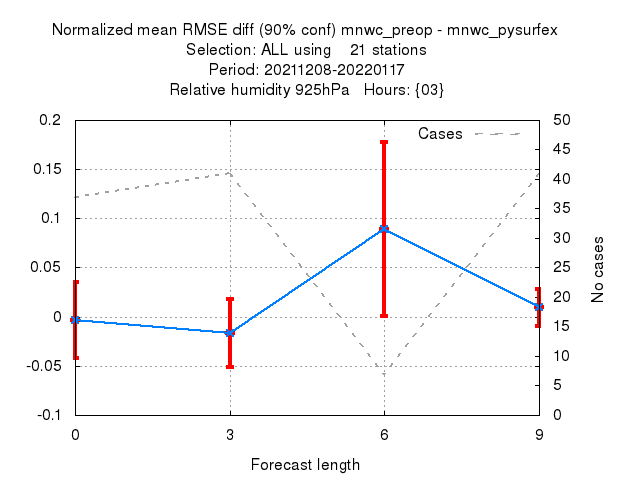 Normalized mean RMSE diff (90% conf) mnwc_preop - mnwc_pysurfex
Selection: ALL using    21 stations
Period: 20211208-20220117
Relative humidity 925hPa   Hours: {03}
Cases
0.2
0.15
0.1
0.05
0
-0.05
-0.1
50
45
40
35
30
25
20
15
10
5
0
No cases
0 3 6 9
Forecast length